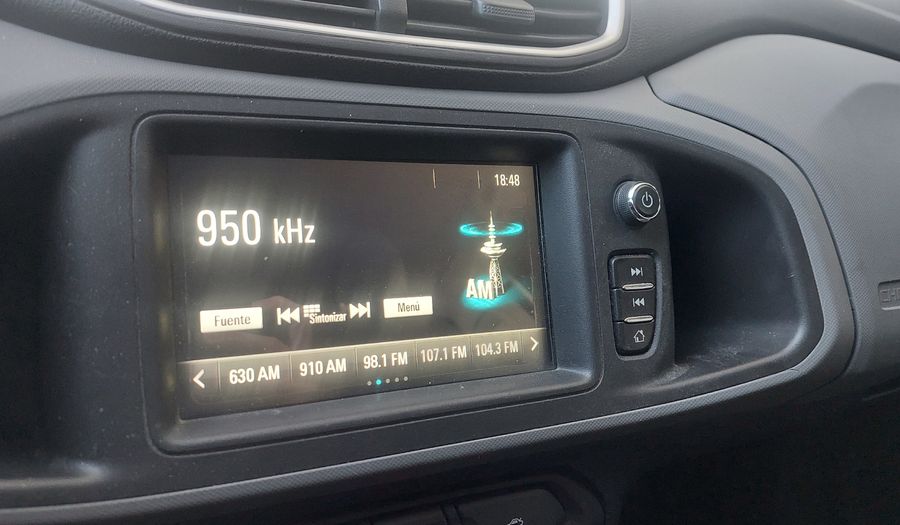 18:48
950 kHz
AM
Fuente
Sintonizar
Menú
630 AM
910 AM
98.1 FM
107.1 FM
104.3 FM